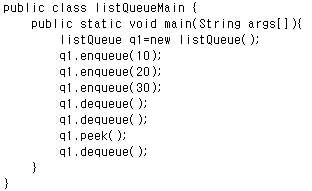 public class listQueueMain {
    public static void main(String args[]){
        listQueue q1=new listQueue();
        q1.enqueue(10);
        q1.enqueue(20);
        q1.enqueue(30);
        q1.dequeue();
        q1.dequeue();
        q1.peek();
        q1.dequeue();
    }
}